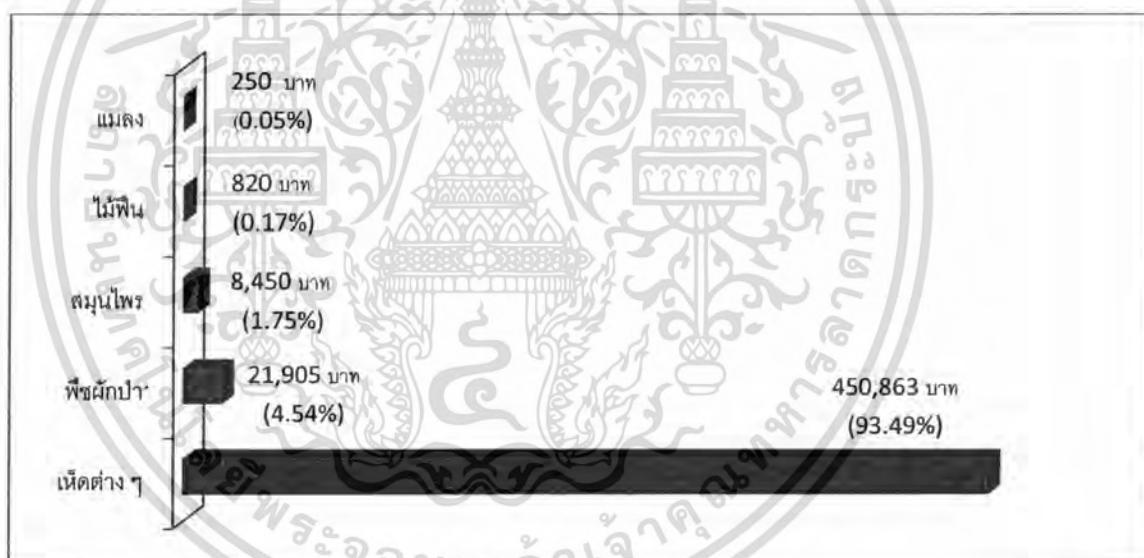 แมลง
250 บาท
(0.05%)
ไม้ฟืน
820 บาท
(0.17%)
สมุนไพร
8,450 บาท
(1.75%)
พืชผักป่า
21,905 บาท
(4.54%)
450,863 บาท
(93.49%)
เห็ดต่าง ๆ